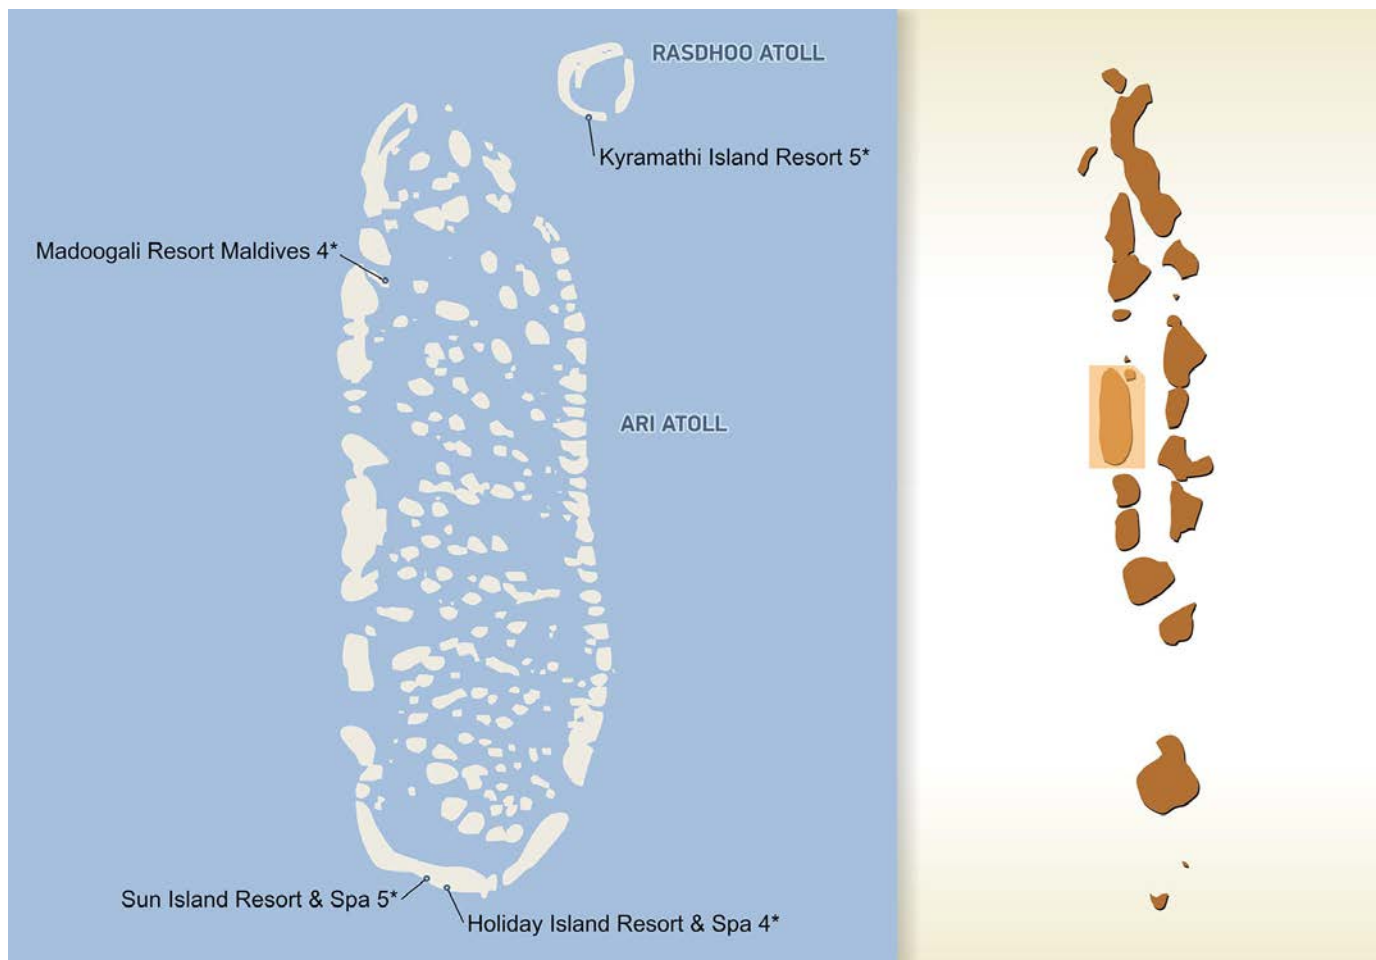 RASDHOO ATOLL
Kyramathi Island Resort 5*
Madoogali Resort Maldives 4*
ARI ATOLL
Sun Island Resort & Spa 5*
Holiday Island Resort & Spa 4*